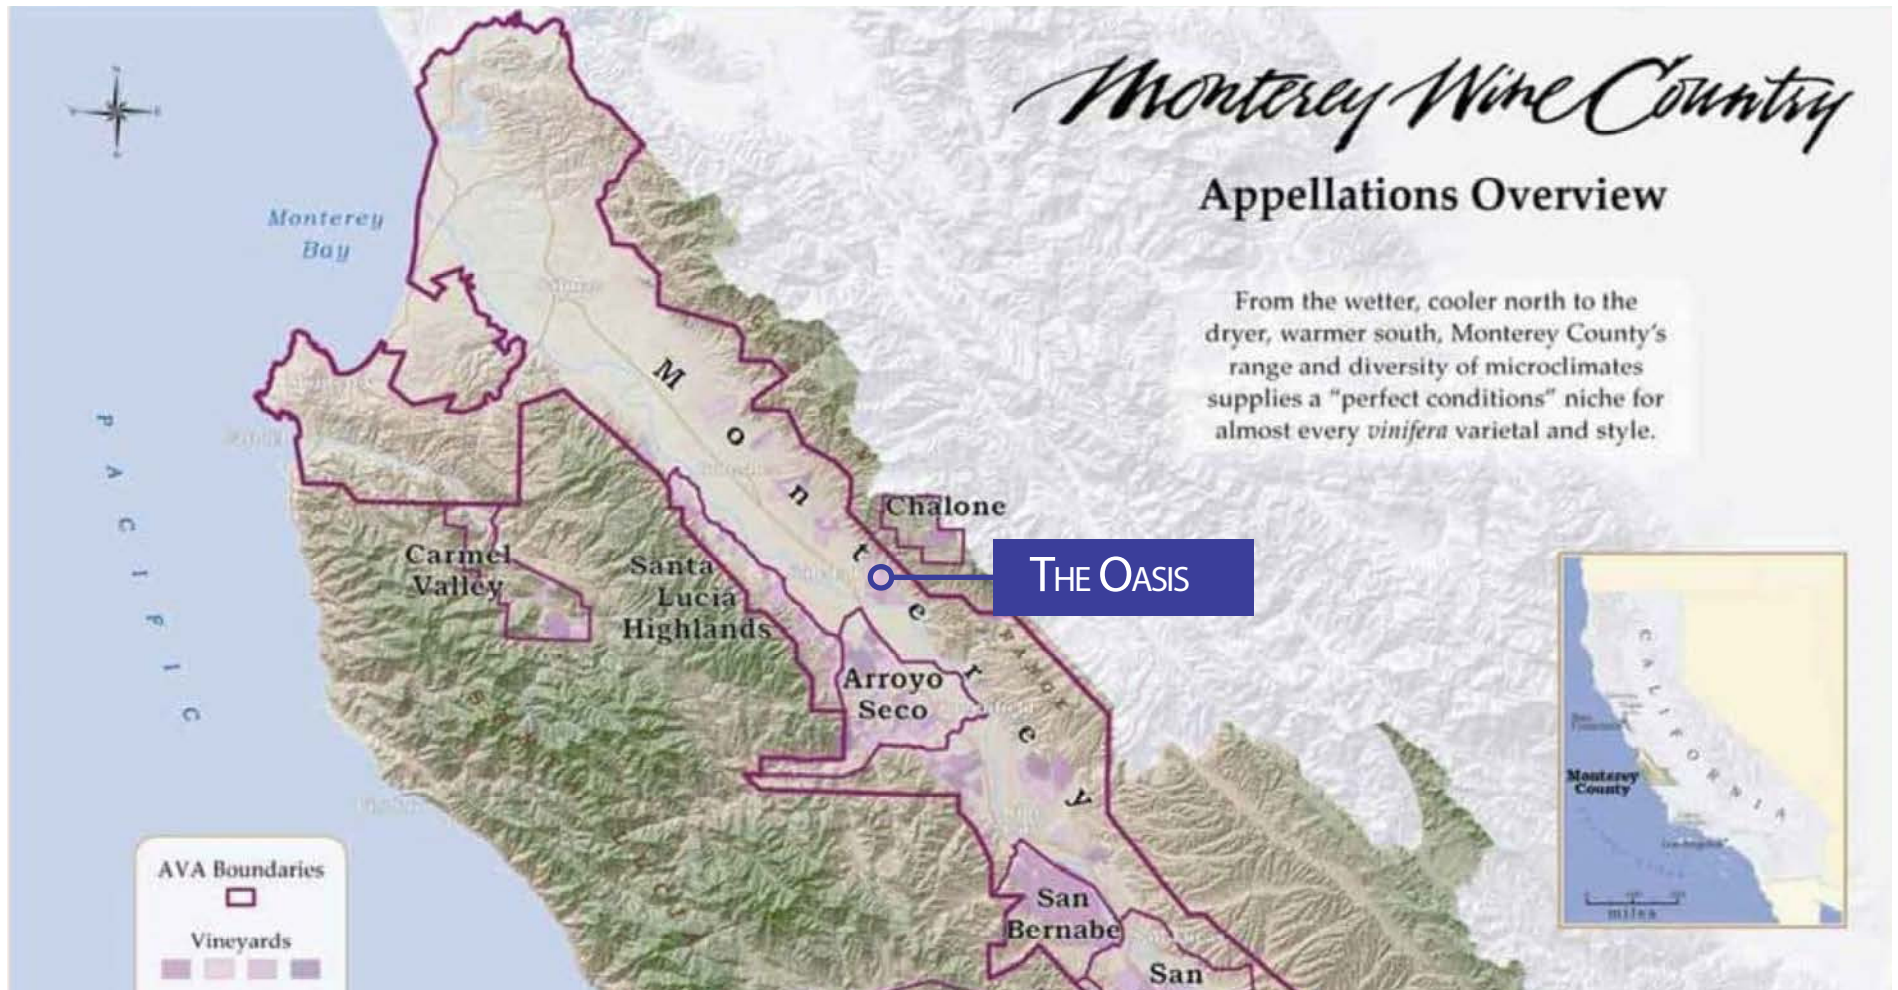 Monterey Wine Country
Appellations Overview
From the wetter, cooler north to the
dryer, warmer south, Monterey County's
range and diversity of microclimates
supplies a "perfect conditions" niche for
almost every vinifera varietal and style.
Monterey
Bay
PACIFIC
Monterey
Chalone
THE OASIS
Carmel
Valley
Santa
Lucia
Highlands
Arroyo
Seco
San
Bernabe
San
AVA Boundaries
Vineyards
CALIFORNIA
Monterey
County
miles